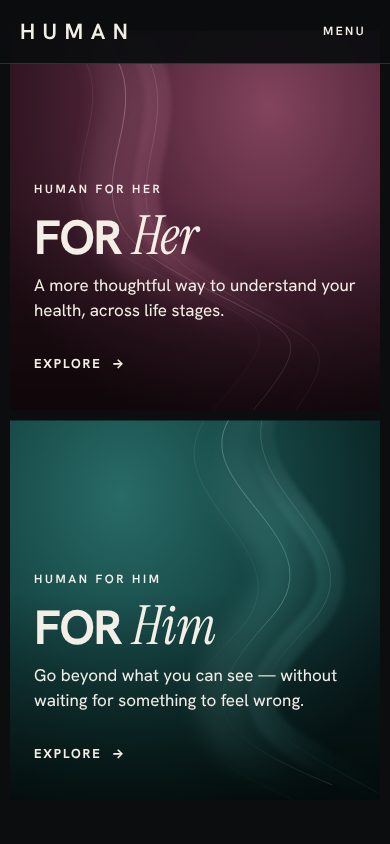 HUMAN
MENU
HUMAN FOR HER
FOR Her
A more thoughtful way to understand your
health, across life stages.
EXPLORE →
HUMAN FOR HIM
FOR Him
Go beyond what you can see — without
waiting for something to feel wrong.
EXPLORE →